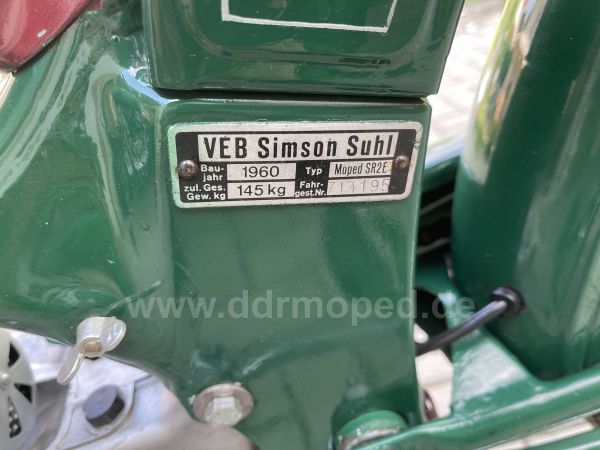 VEB Simson Suhl
Bau-
jahr 1960 Typ Moped SR2E
zul. Ges.
Gew. kg 145 kg Fahr-
gest.Nr. 714195
www.ddrmoped.de